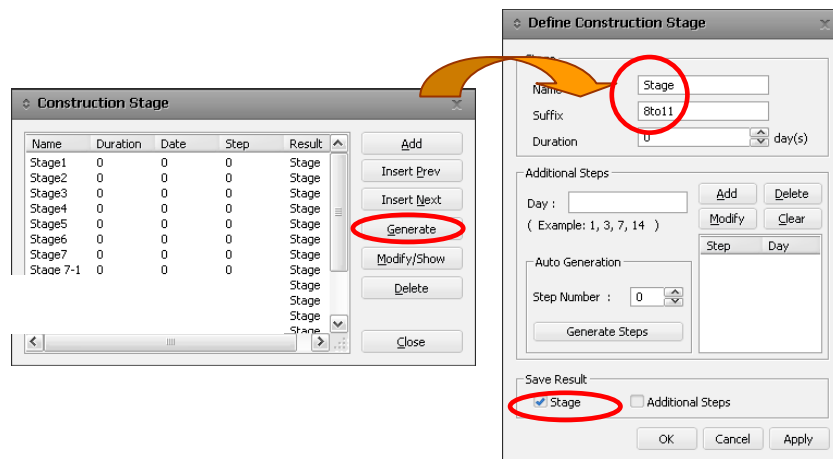 Construction Stage
Name Duration Date Step Result
Stage1 0 0 0 Stage
Stage2 0 0 0 Stage
Stage3 0 0 0 Stage
Stage4 0 0 0 Stage
Stage5 0 0 0 Stage
Stage6 0 0 0 Stage
Stage7 0 0 0 Stage
Stage 7-1 0 0 0 Stage
Stage
Stage
Stage
Stage
Add
Insert Prev
Insert Next
Generate
Modify/Show
Delete
Close
Define Construction Stage
Stage
Name Stage
Suffix 8to11
Duration 0 day(s)
Additional Steps
Day :
( Example: 1, 3, 7, 14 )
Add Delete
Modify Clear
Step Day
Auto Generation
Step Number : 0
Generate Steps
Save Result
Stage Additional Steps
OK Cancel Apply